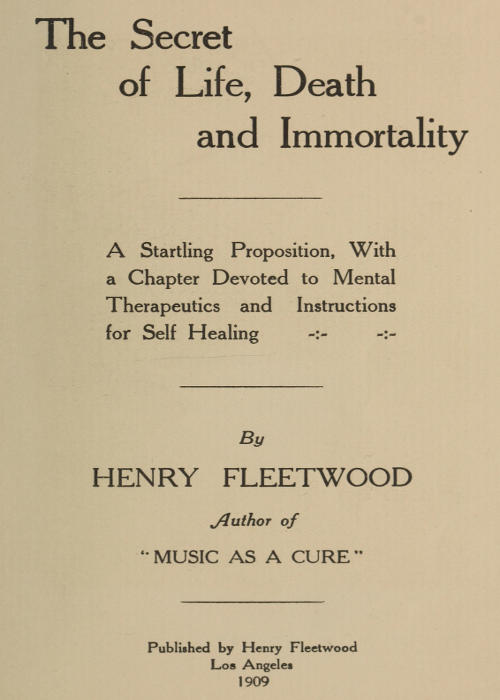 The Secret
of Life, Death
and Immortality
A Startling Proposition, With
a Chapter Devoted to Mental
Therapeutics and Instructions
for Self Healing -:- -:-
By
HENRY FLEETWOOD
Author of
"MUSIC AS A CURE"
Published by Henry Fleetwood
Los Angeles
1909